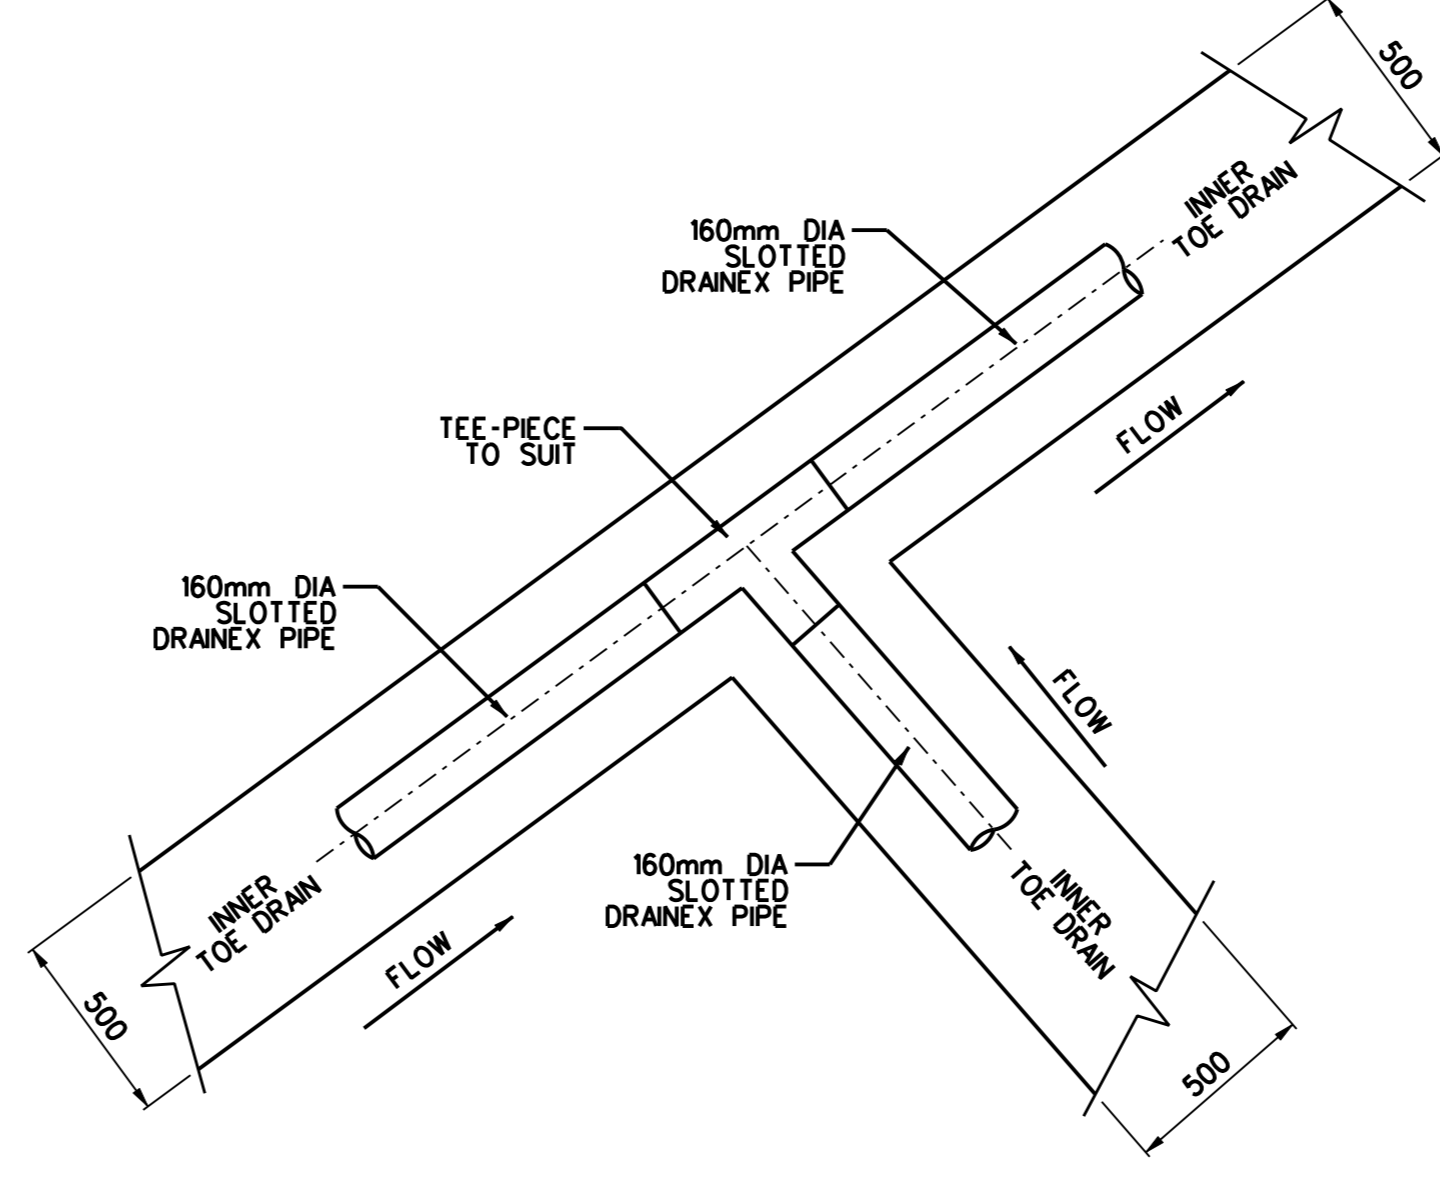 500
INNER
TOE DRAIN
160mm DIA
SLOTTED
DRAINEX PIPE
FLOW
TEE-PIECE
TO SUIT
160mm DIA
SLOTTED
DRAINEX PIPE
FLOW
160mm DIA
SLOTTED
DRAINEX PIPE
INNER
TOE DRAIN
INNER
TOE DRAIN
FLOW
500
500